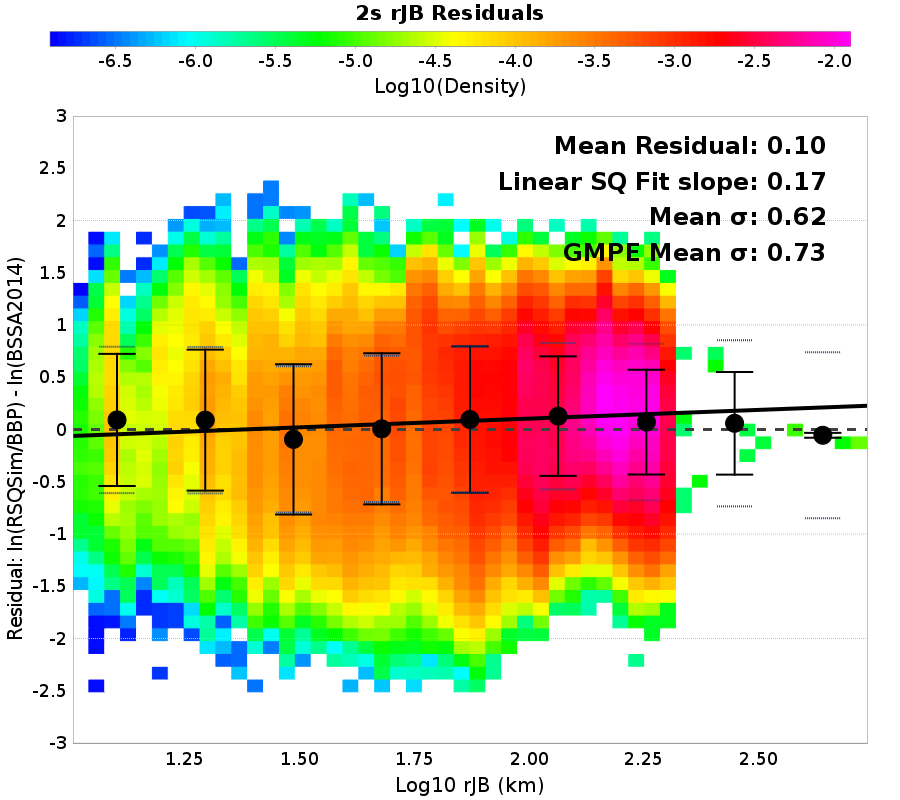 2s rJB Residuals
-6.5 -6.0 -5.5 -5.0 -4.5 -4.0 -3.5 -3.0 -2.5 -2.0
Log10(Density)
Mean Residual: 0.10
Linear SQ Fit slope: 0.17
Mean σ: 0.62
GMPE Mean σ: 0.73
Residual: ln(RSQSim/BBP) - ln(BSSA2014)
3
2.5
2
1.5
1
0.5
0
-0.5
-1
-1.5
-2
-2.5
-3
1.25 1.50 1.75 2.00 2.25 2.50
Log10 rJB (km)